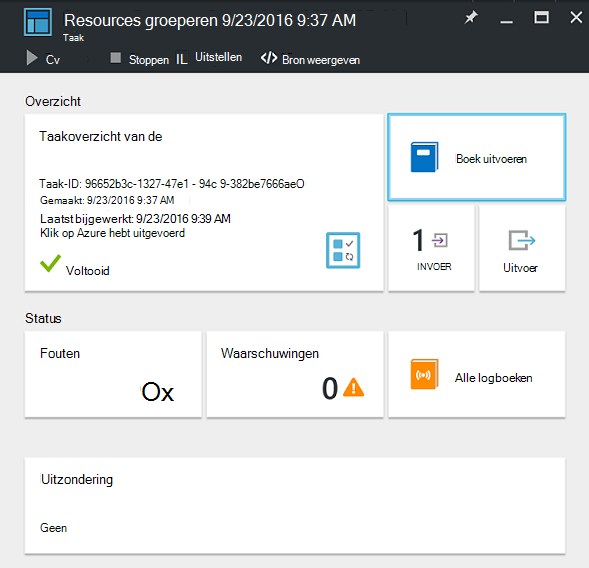 Resources groeperen 9/23/2016 9:37 AM
Taak
Cv Stoppen IL Uitstellen Bron weergeven
Overzicht
Taakoverzicht van de
Taak-ID: 96652b3c-1327-47e1 - 94c 9-382be7666aeO
Gemaakt: 9/23/2016 9:37 AM
Laatst bijgewerkt: 9/23/2016 9:39 AM
Klik op Azure hebt uitgevoerd
Voltooid
Boek uitvoeren
1
INVOER
Uitvoer
Status
Fouten
Ox
Waarschuwingen
0
Alle logboeken
Uitzondering
Geen